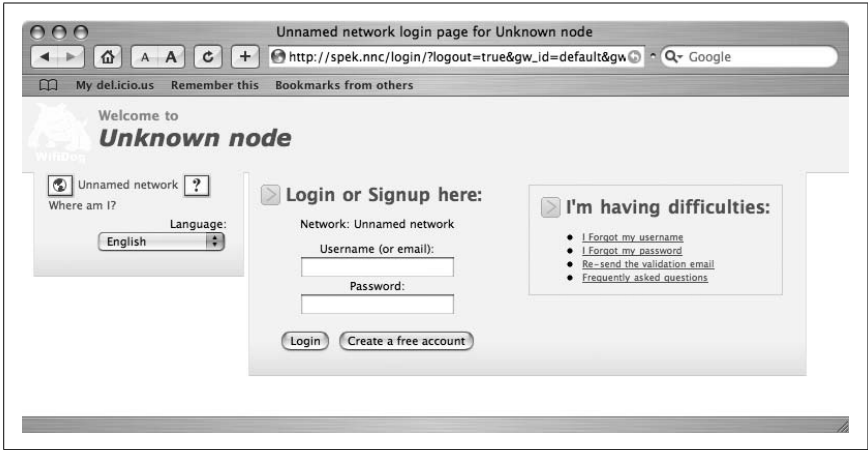 Unnamed network login page for Unknown node
A A
http://spek.nnc/login/?logout=true&gw_id=default&gw
Google
My del.icio.us Remember this Bookmarks from others
Welcome to
Unknown node
WifiDog
Unnamed network ?
Where am I?
Language:
English
Login or Signup here:
Network: Unnamed network
Username (or email):
Password:
Login Create a free account
I'm having difficulties:
I Forgot my username
I Forgot my password
Re-send the validation email
Frequently asked questions